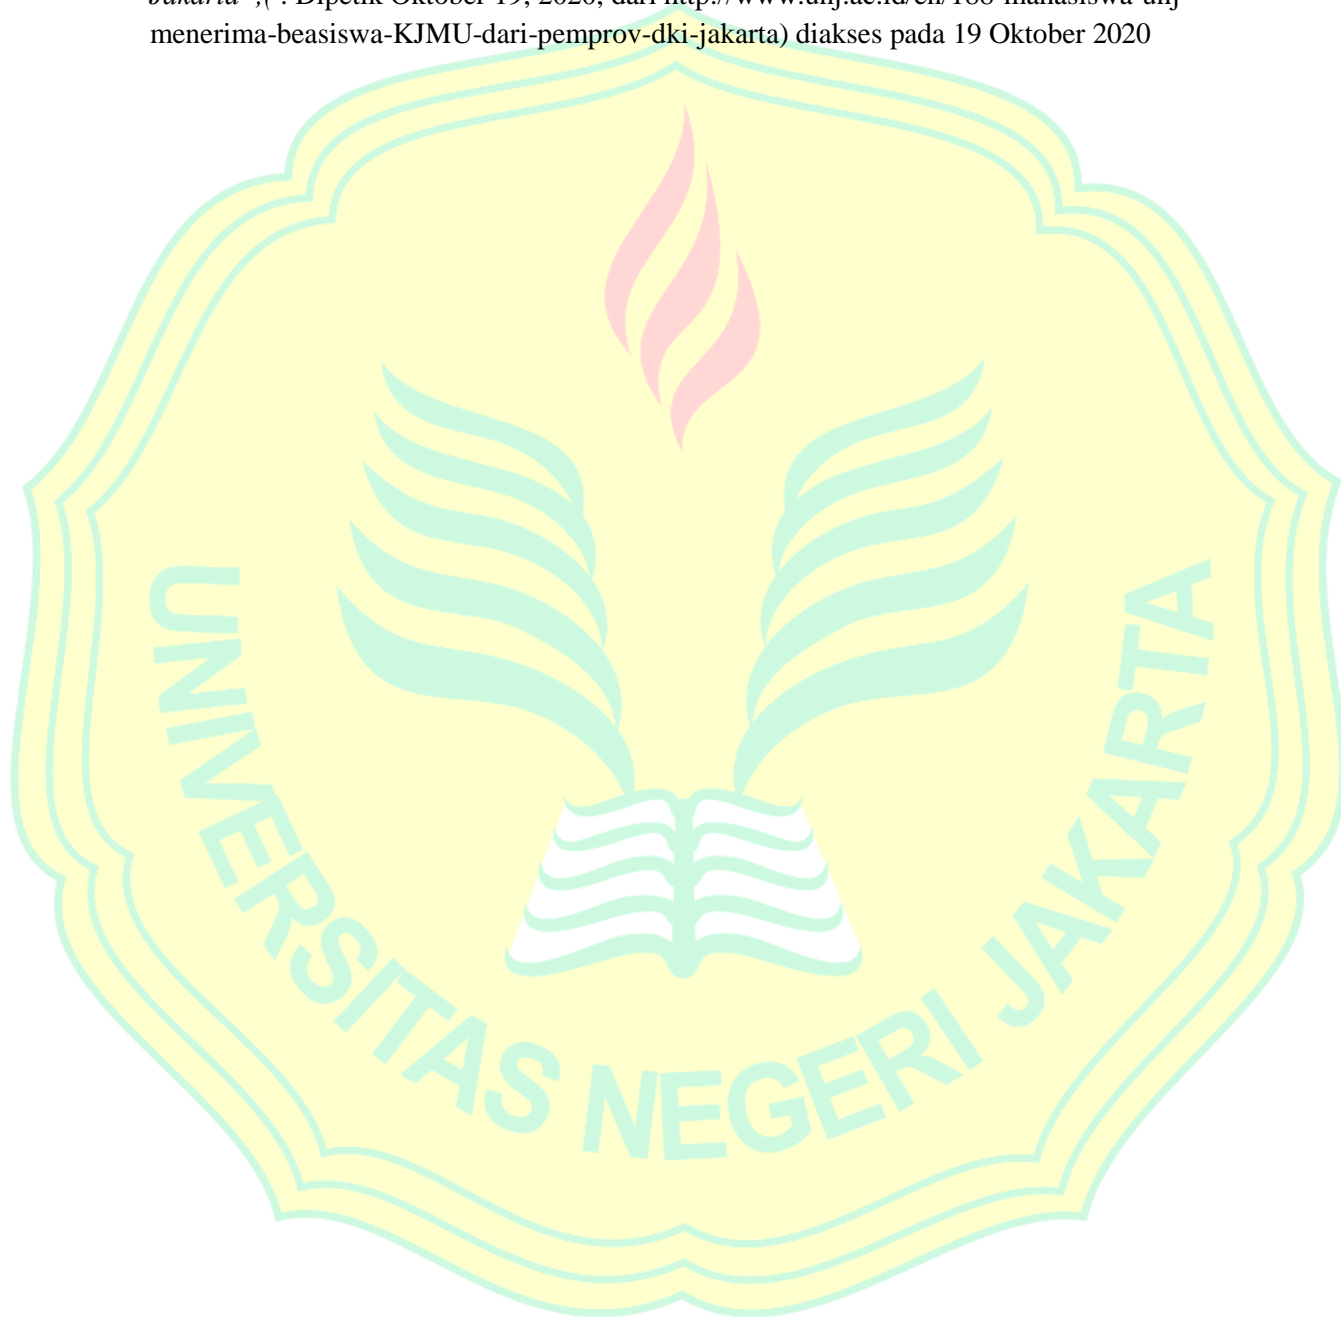 Jakarta ,( . Dipetik Oktober 19, 2020, dari http://www.unj.ac.id/en/188-mahasiswa-unj-
menerima-beasiswa-KJMU-dari-pemprov-dki-jakarta) diakses pada 19 Oktober 2020
UNIVERSITAS NEGERI JAKARTA